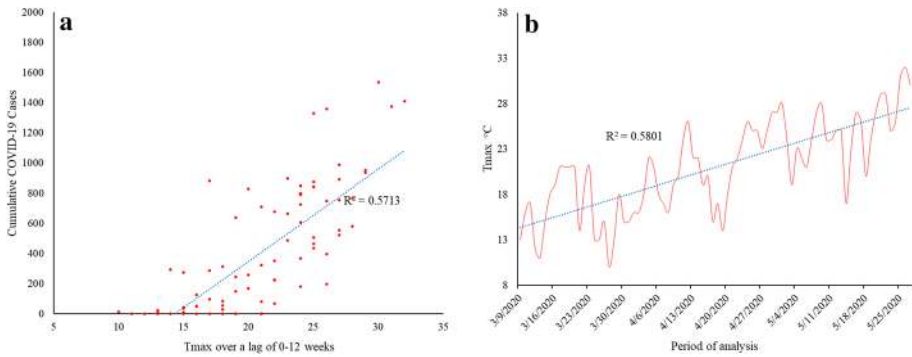 a
2000
1800
1600
1400
1200
1000
800
600
400
200
0
Cumulative COVID-19 Cases
R² = 0.5713
5 10 15 20 25 30 35
Tmax over a lag of 0-12 weeks
b
38
33
28
23
18
13
8
Tmax °C
R² = 0.5801
3/9/2020 3/16/2020 3/23/2020 3/30/2020 4/6/2020 4/13/2020 4/20/2020 4/27/2020 5/4/2020 5/11/2020 5/18/2020 5/25/2020
Period of analysis